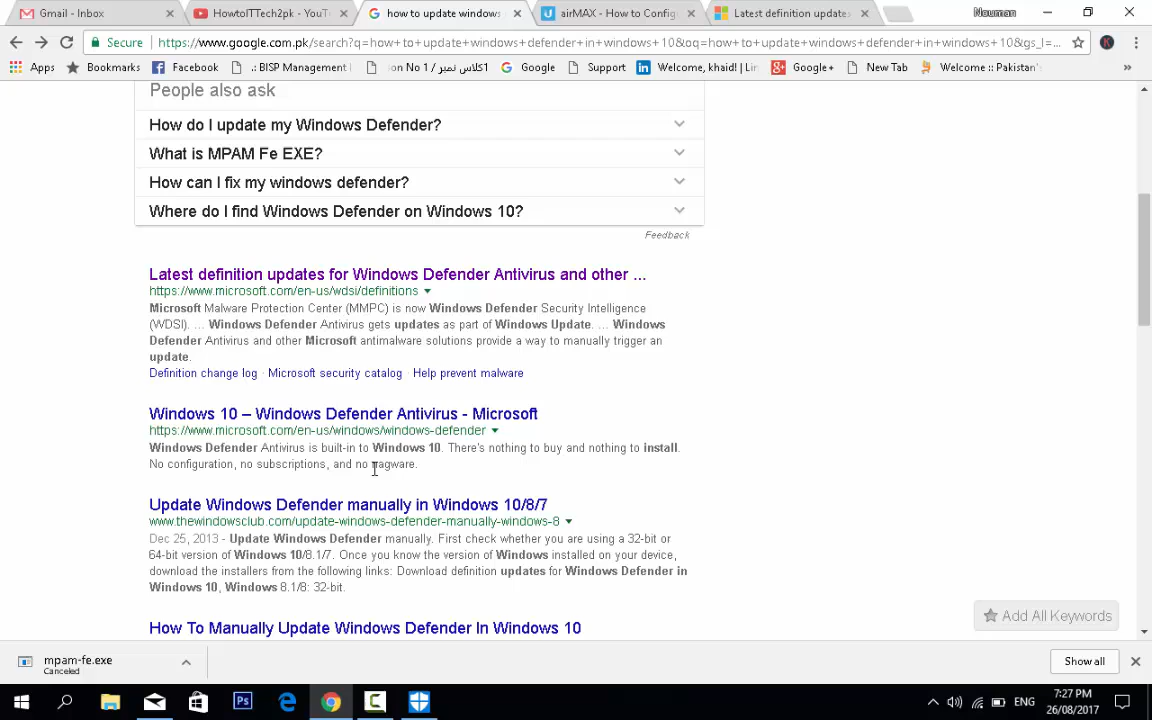 Gmail - Inbox
HowtoITTech2pk - YouT
how to update windows
airMAX - How to Config
Latest definition updates
Nouman
Secure
https://www.google.com.pk/search?q=how+to+update+windows+defender+in+windows+10&oq=how+to+update+windows+defender+in+windows+10&gs_l=...
K
Apps
Bookmarks
Facebook
.: BISP Management I
اکلاس نمبر 1 / ion No 1
Google
Support
Welcome, khaid! | Lin
Google+
New Tab
Welcome :: Pakistan's
»
People also ask
How do I update my Windows Defender?
What is MPAM Fe EXE?
How can I fix my windows defender?
Where do I find Windows Defender on Windows 10?
Feedback
Latest definition updates for Windows Defender Antivirus and other ...
https://www.microsoft.com/en-us/wdsi/definitions
Microsoft Malware Protection Center (MMPC) is now Windows Defender Security Intelligence
(WDSI). ... Windows Defender Antivirus gets updates as part of Windows Update. ... Windows
Defender Antivirus and other Microsoft antimalware solutions provide a way to manually trigger an
update.
Definition change log · Microsoft security catalog · Help prevent malware
Windows 10 – Windows Defender Antivirus - Microsoft
https://www.microsoft.com/en-us/windows/windows-defender
Windows Defender Antivirus is built-in to Windows 10. There's nothing to buy and nothing to install.
No configuration, no subscriptions, and no nagware.
Update Windows Defender manually in Windows 10/8/7
www.thewindowsclub.com/update-windows-defender-manually-windows-8
Dec 25, 2013 - Update Windows Defender manually. First check whether you are using a 32-bit or
64-bit version of Windows 10/8.1/7. Once you know the version of Windows installed on your device,
download the installers from the following links: Download definition updates for Windows Defender in
Windows 10, Windows 8.1/8: 32-bit.
How To Manually Update Windows Defender In Windows 10
Add All Keywords
mpam-fe.exe
Canceled
Show all
Ps
ENG
7:27 PM
26/08/2017